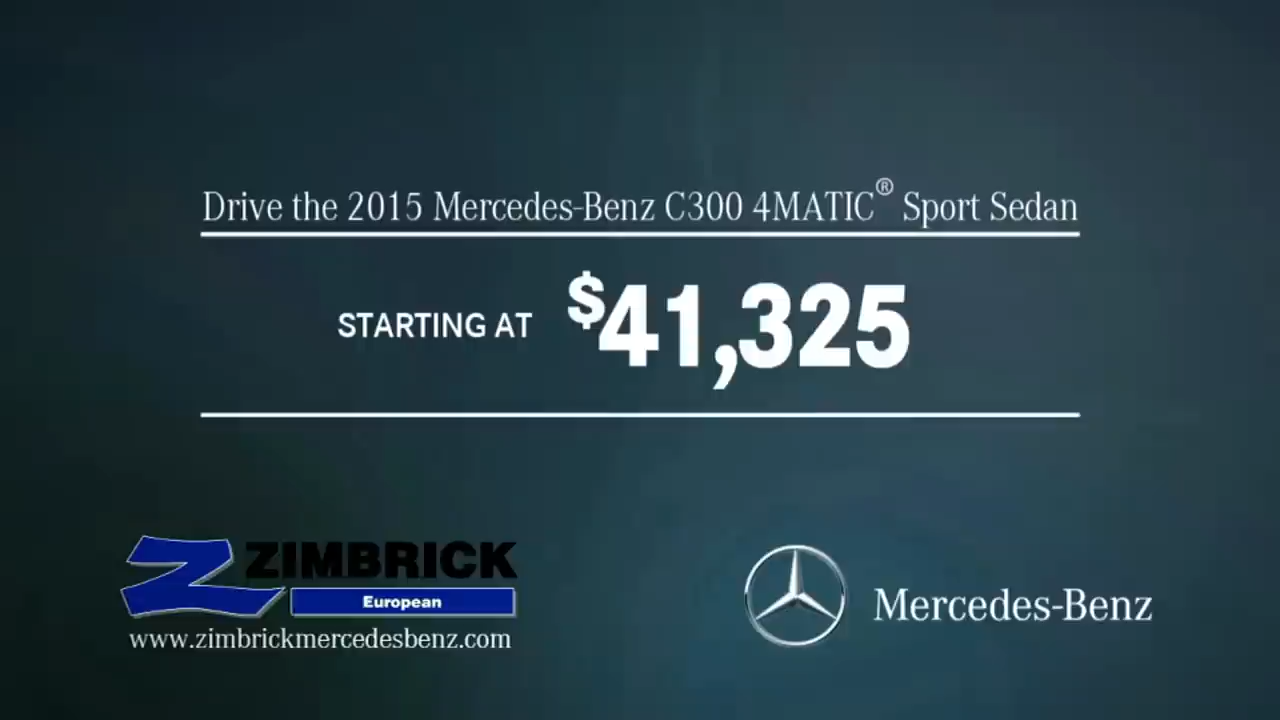 Drive the 2015 Mercedes-Benz C300 4MATIC® Sport Sedan
STARTING AT $41,325
ZIMBRICK
European
www.zimbrickmercedesbenz.com
Mercedes-Benz